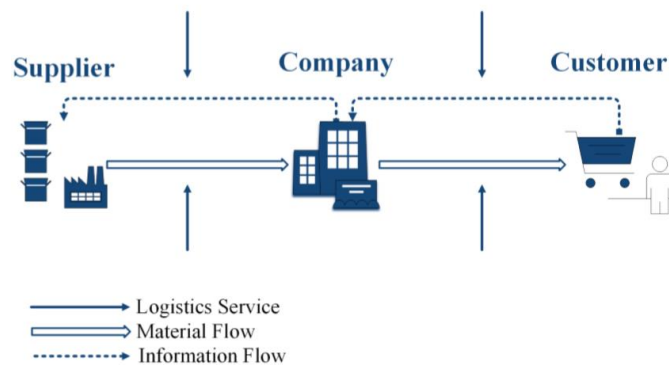 Supplier
Company
Customer
Logistics Service
Material Flow
Information Flow